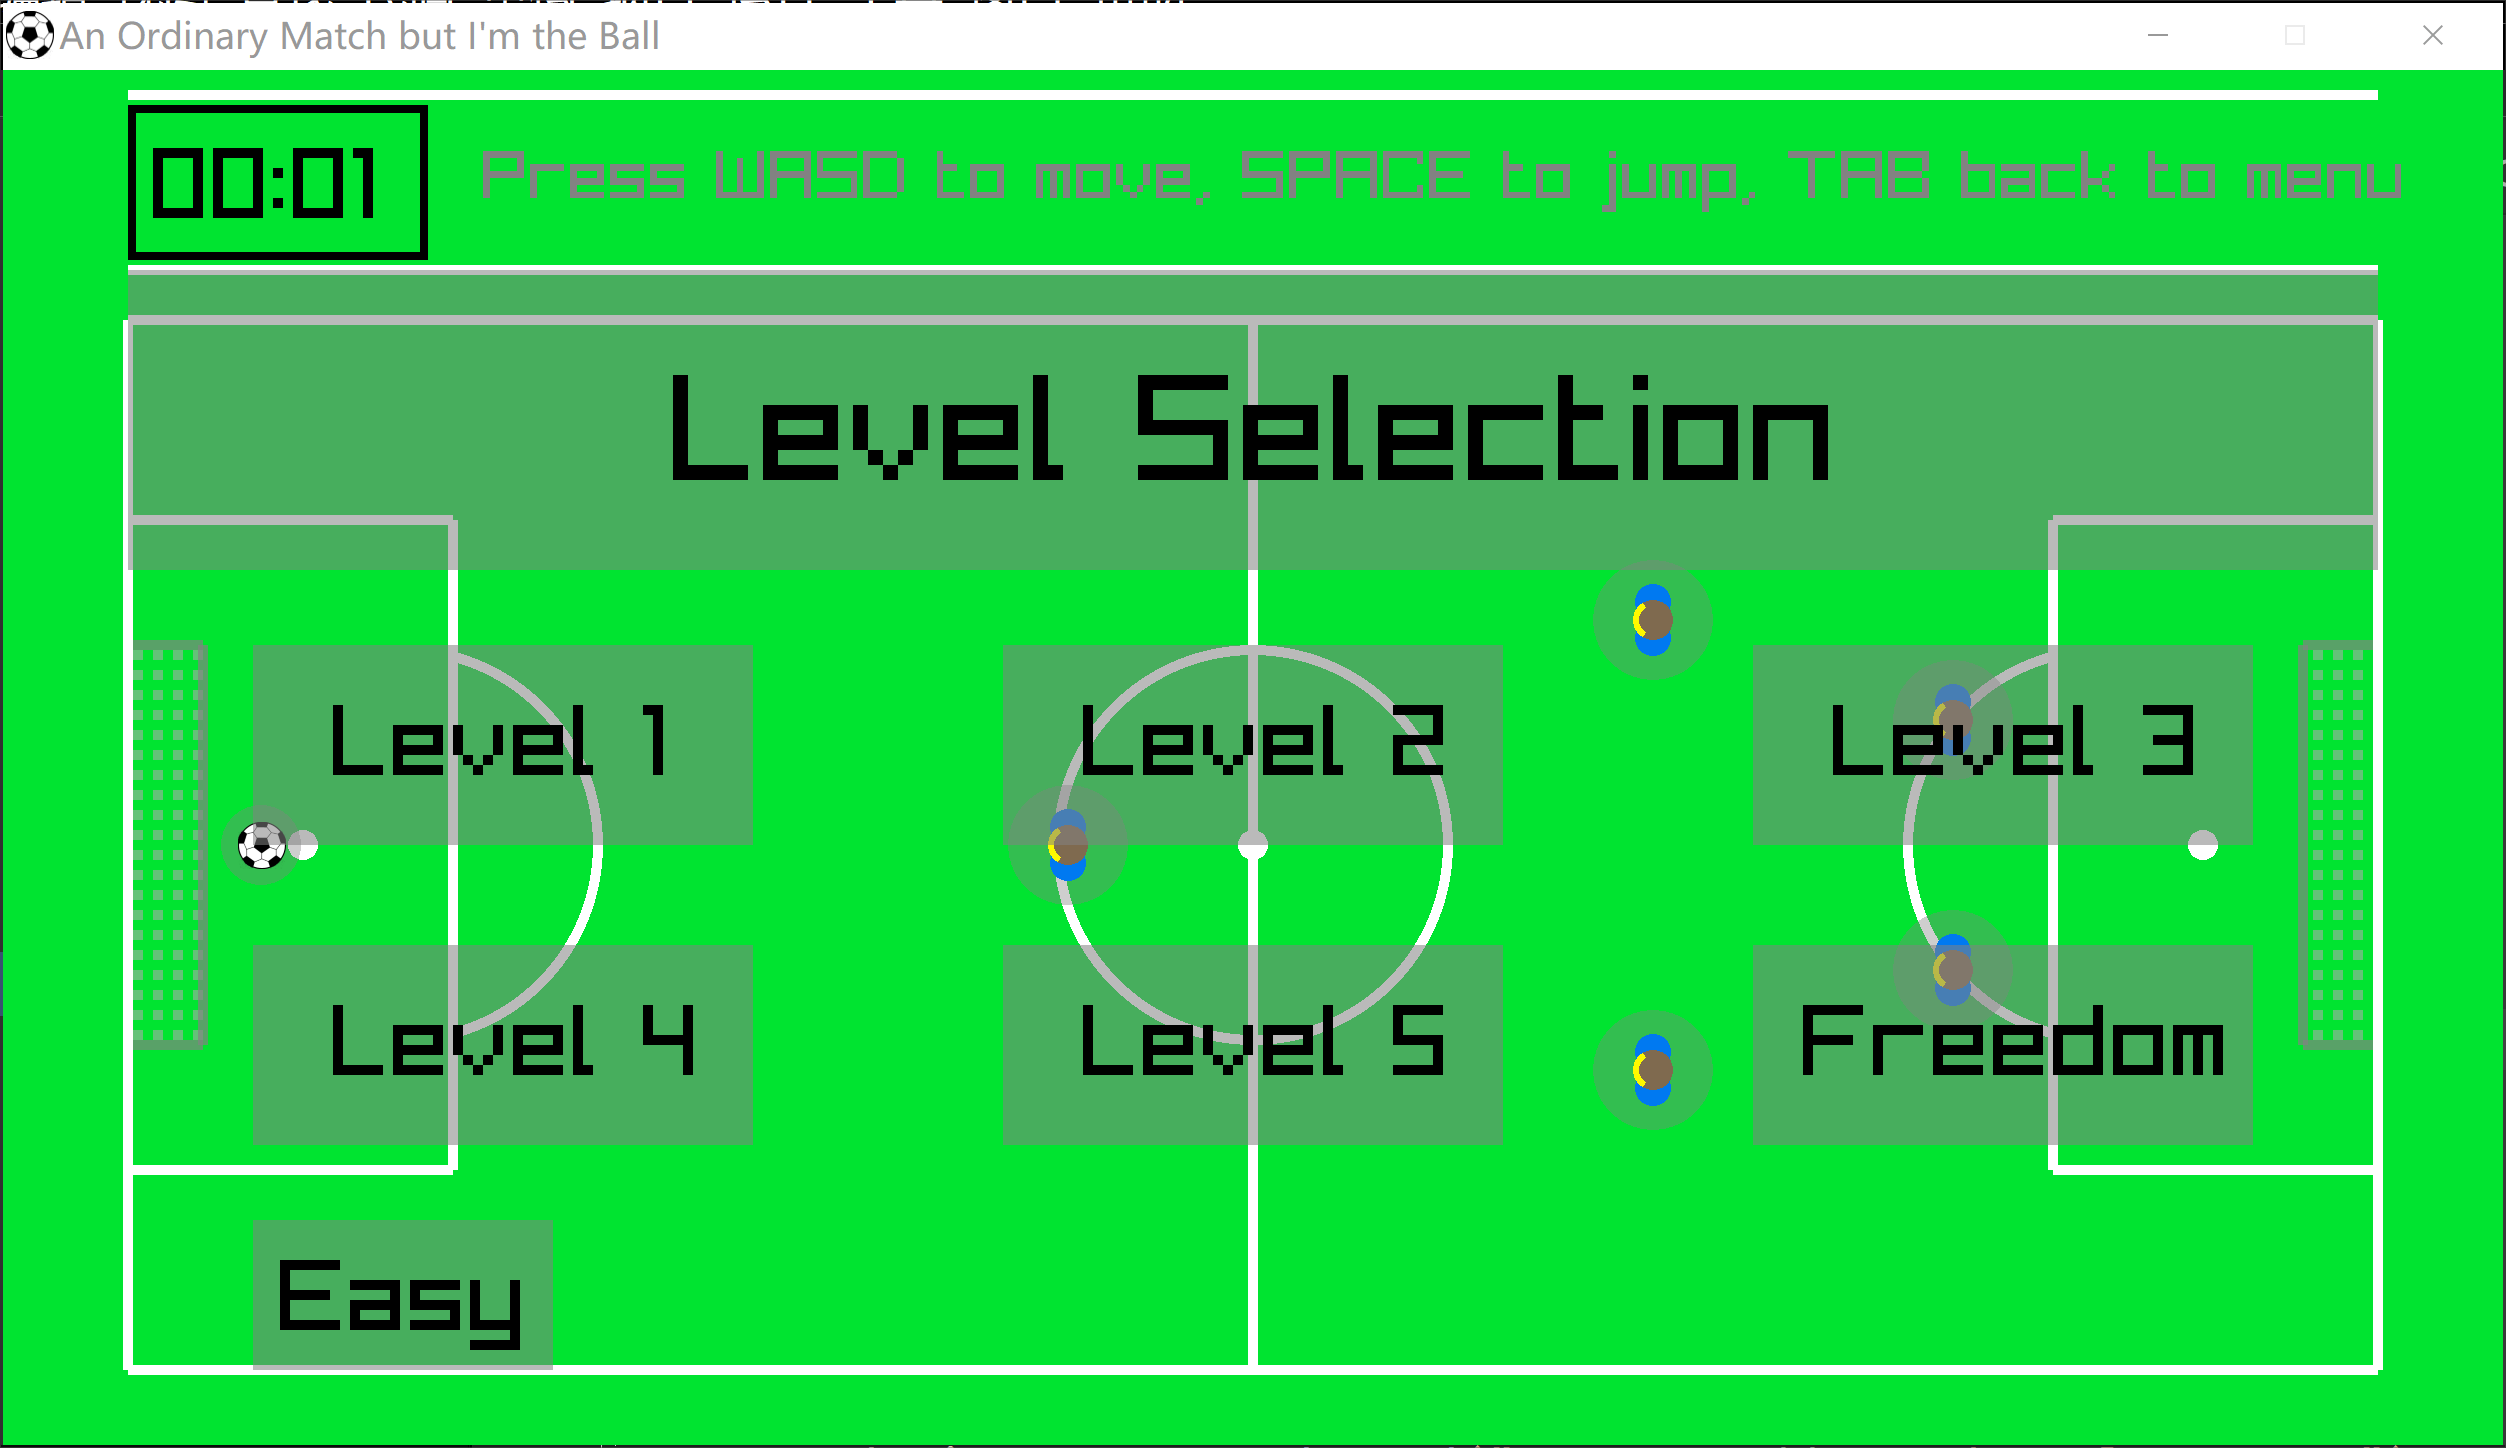 An Ordinary Match but I'm the Ball
00:01 Press WASD to move, SPACE to jump, TAB back to menu
Level Selection
Level 1 Level 2 Level 3
Level 4 Level 5 Freedom
Easy